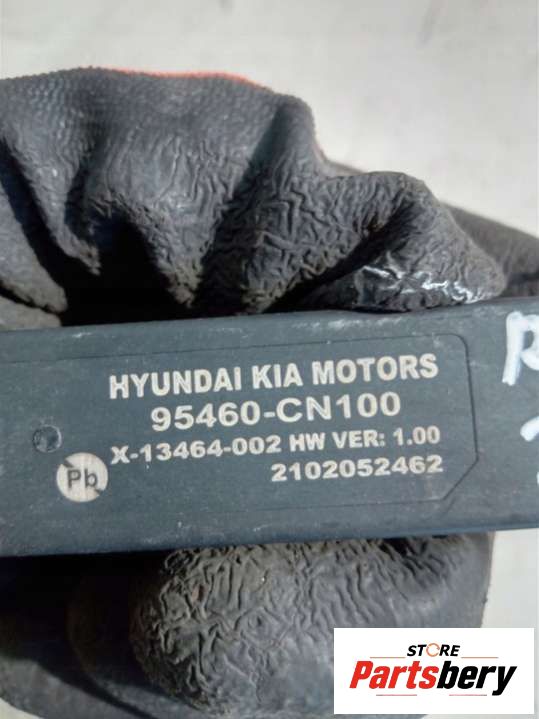 HYUNDAI KIA MOTORS
95460-CN100
X-13464-002 HW VER: 1.00
Pb
2102052462
STORE
Partsbery